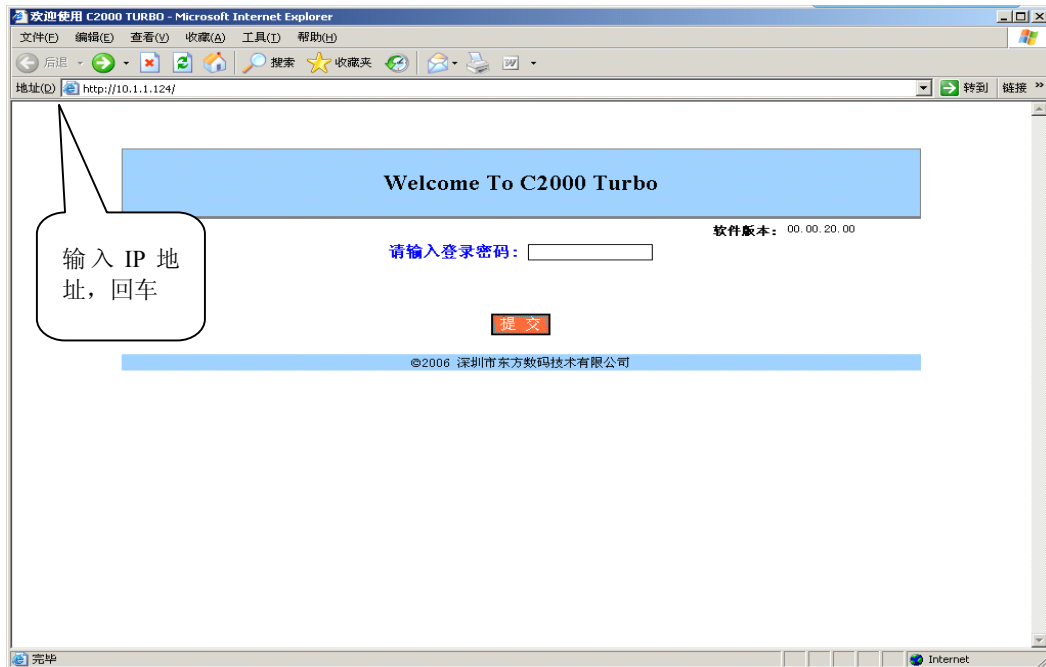 欢迎使用 C2000 TURBO - Microsoft Internet Explorer
文件(F) 编辑(E) 查看(V) 收藏(A) 工具(T) 帮助(H)
后退 搜索 收藏夹
地址(D) http://10.1.1.124/ 转到 链接 »
Welcome To C2000 Turbo
软件版本: 00.00.20.00
请输入登录密码:
输入 IP 地
址，回车
提 交
©2006 深圳市东方数码技术有限公司
完毕 Internet